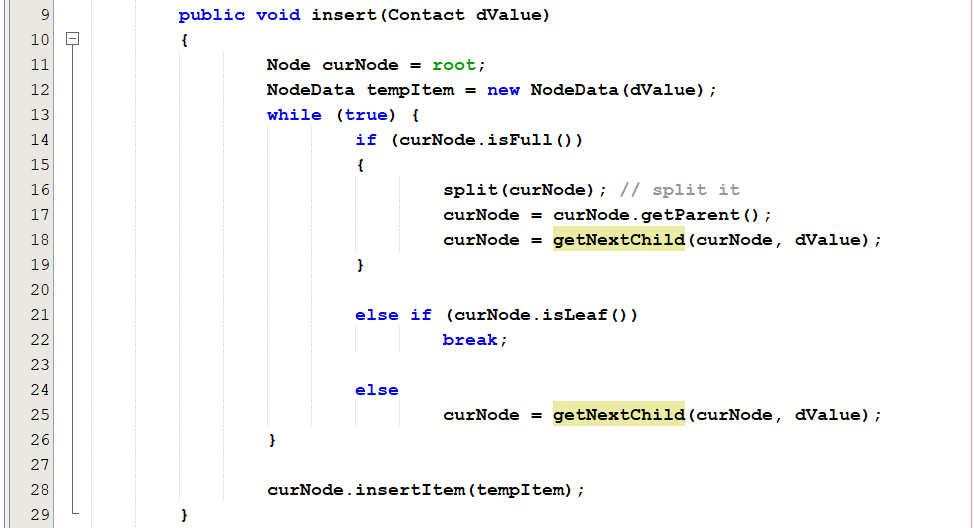 9 public void insert(Contact dValue)
10 {
11 Node curNode = root;
12 NodeData tempItem = new NodeData(dValue);
13 while (true) {
14 if (curNode.isFull())
15 {
16 split(curNode); // split it
17 curNode = curNode.getParent();
18 curNode = getNextChild(curNode, dValue);
19 }
20
21 else if (curNode.isLeaf())
22 break;
23
24 else
25 curNode = getNextChild(curNode, dValue);
26 }
27
28 curNode.insertItem(tempItem);
29 }